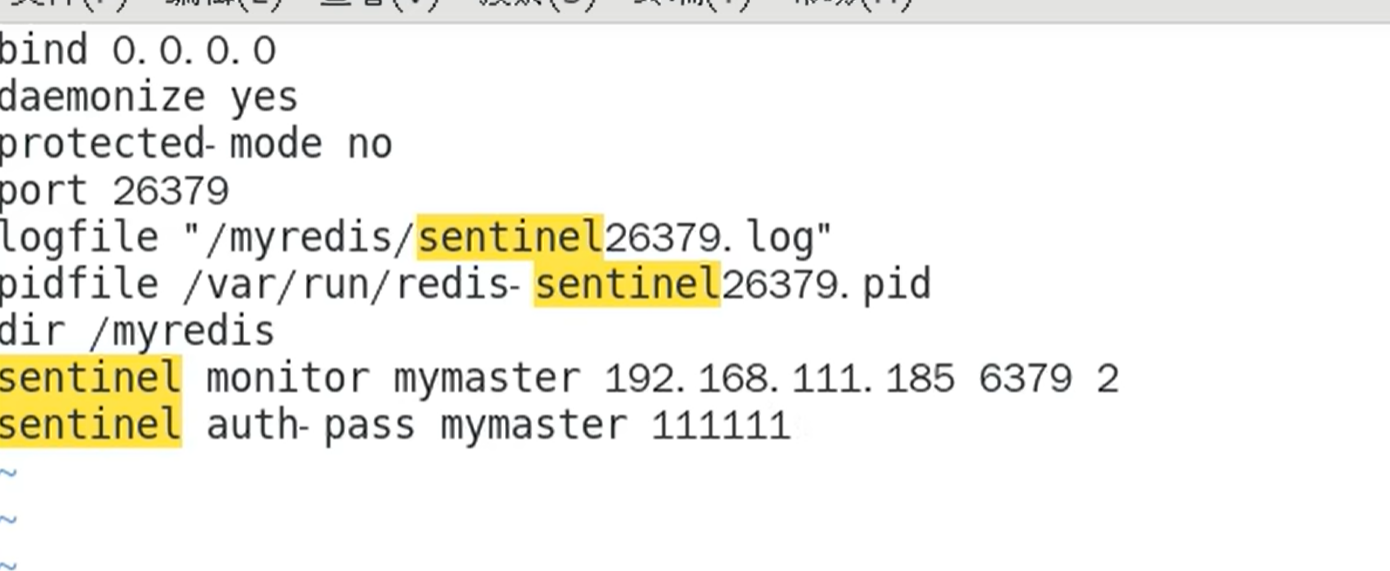 bind 0.0.0.0
daemonize yes
protected-mode no
port 26379
logfile "/myredis/sentinel26379.log"
pidfile /var/run/redis-sentinel26379.pid
dir /myredis
sentinel monitor mymaster 192.168.111.185 6379 2
sentinel auth-pass mymaster 111111
~
~
~